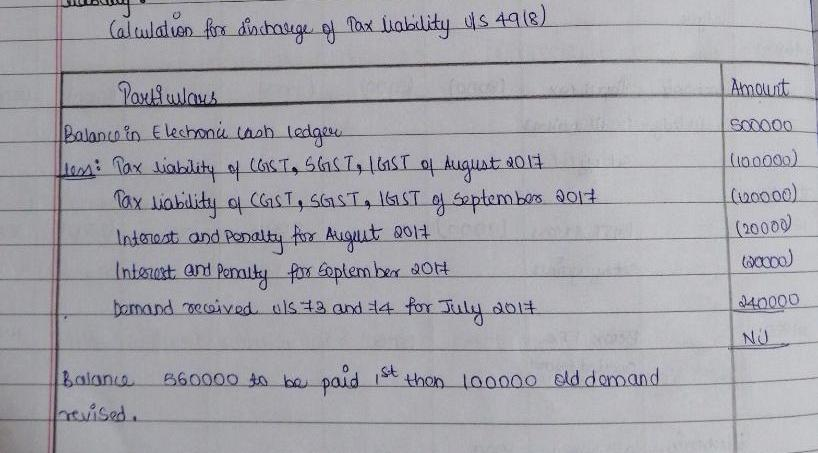 Calculation for discharge of Tax liability u/s 49(8)
Particulars Amount
Balance in Electronic cash ledger 500000
Less: Tax liability of CGST, SGST, IGST of August 2017 (100000)
Tax liability of CGST, SGST, IGST of September 2017 (120000)
Interest and Penalty for August 2017 (20000)
Interest and Penalty for September 2017 (20000)
Demand received u/s 73 and 74 for July 2017 240000
Nil
Balance 560000 to be paid 1st then 100000 old demand
revised.